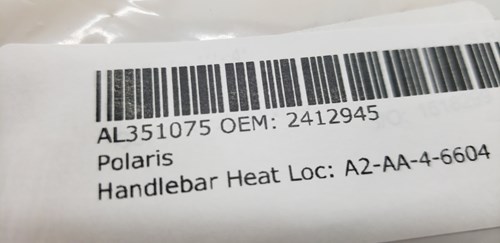 AL351075 OEM: 2412945
Polaris
Handlebar Heat Loc: A2-AA-4-6604